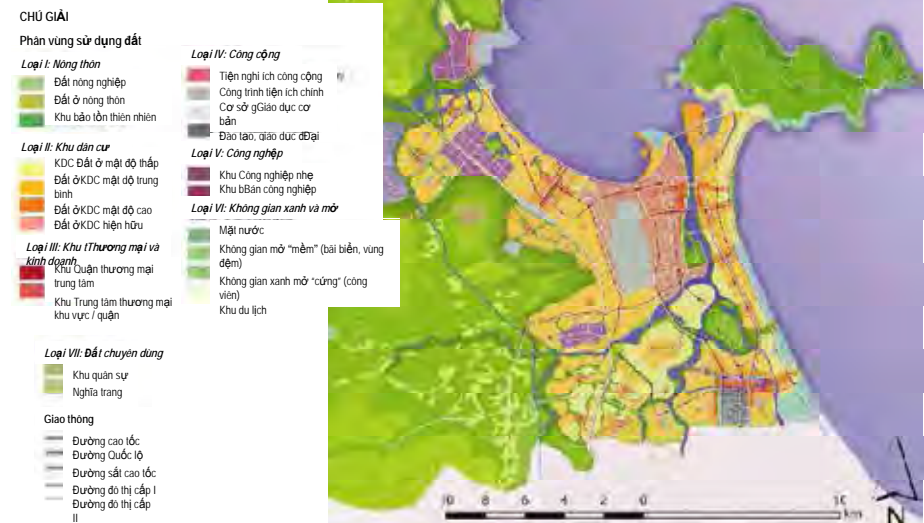 CHÚ GIẢI
Phân vùng sử dụng đất
Loại I: Nông thôn
Đất nông nghiệp
Đất ở nông thôn
Khu bảo tồn thiên nhiên
Loại II: Khu dân cư
KDC Đất ở mật độ thấp
Đất ở KDC mật độ trung
bình
Đất ở KDC mật độ cao
Đất ở KDC hiện hữu
Loại III: Khu tThương mại và
kinh doanh
Khu Quận thương mại
trung tâm
Khu Trung tâm thương mại
khu vực / quận
Loại IV: Công cộng
Tiện nghi ích công cộng
Công trình tiện ích chính
Cơ sở gGiáo dục cơ
bản
Đào tạo, giáo dục đĐại
Loại V: Công nghệp
Khu Công nghiệp nhẹ
Khu bBán công nghiệp
Loại VI: Không gian xanh và mở
Mặt nước
Không gian mở "mềm" (bãi biển, vùng
đệm)
Không gian xanh mở "cứng" (công
viên)
Khu du lịch
Loại VII: Đất chuyên dùng
Khu quân sự
Nghĩa trang
Giao thông
Đường cao tốc
Đường Quốc lộ
Đường sắt cao tốc
Đường đô thị cấp I
Đường đô thị cấp
II
10 8 6 4 2 0 10
km
N